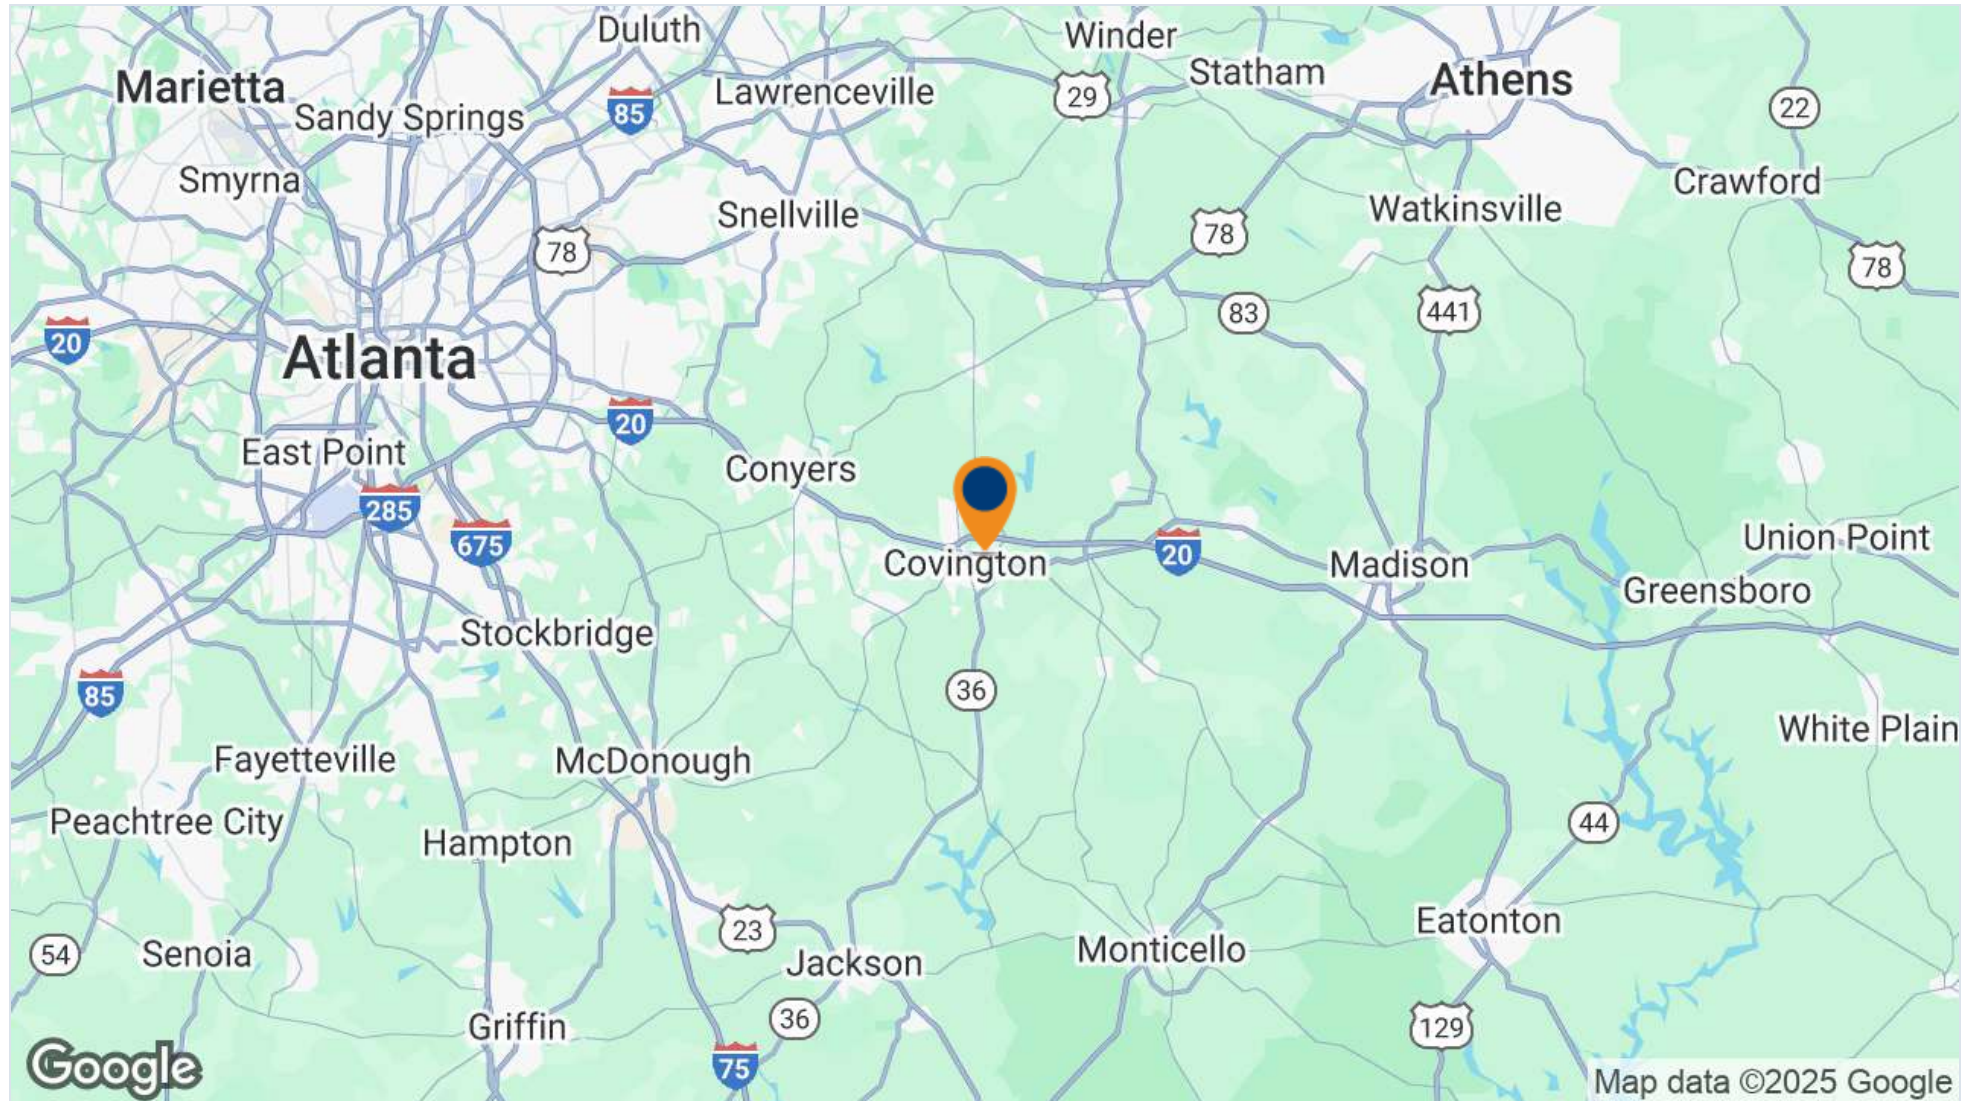 Duluth
Winder
Marietta
Statham
Athens
Lawrenceville
29
22
85
Sandy Springs
Smyrna
Crawford
Watkinsville
Snellville
78
78
78
83
441
20
Atlanta
20
East Point
Conyers
285
675
Covington
20
Madison
Union Point
Greensboro
Stockbridge
85
36
White Plain
Fayetteville
McDonough
Peachtree City
Hampton
44
Eatonton
23
54
Senoia
Jackson
Monticello
36
Griffin
129
75
Google
Map data ©2025 Google